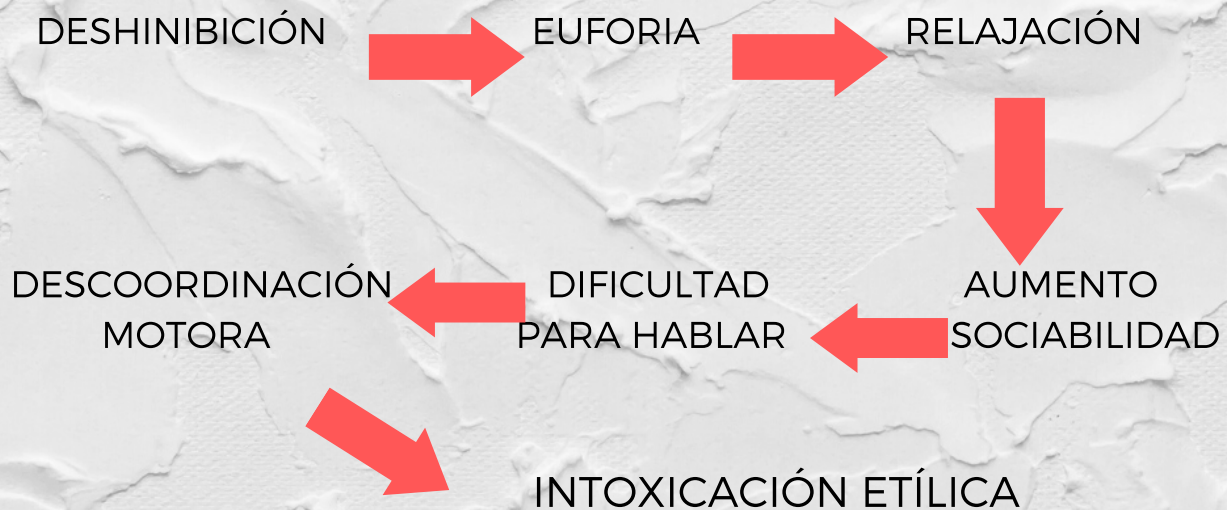 DESHINIBICIÓN
EUFORIA
RELAJACIÓN
AUMENTO
SOCIABILIDAD
DIFICULTAD
PARA HABLAR
DESCOORDINACIÓN
MOTORA
INTOXICACIÓN ETÍLICA